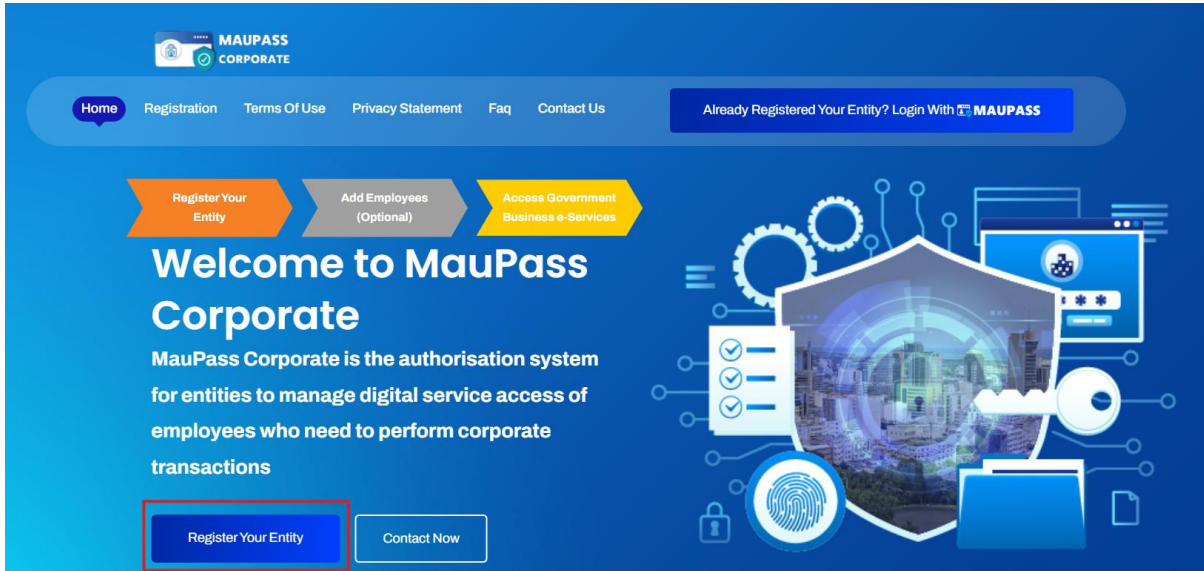 MAUPASS
CORPORATE
Home Registration Terms Of Use Privacy Statement Faq Contact Us Already Registered Your Entity? Login With MAUPASS
Register Your
Entity
Add Employees
(Optional)
Access Government
Business e-Services
Welcome to MauPass
Corporate
MauPass Corporate is the authorisation system
for entities to manage digital service access of
employees who need to perform corporate
transactions
Register Your Entity Contact Now